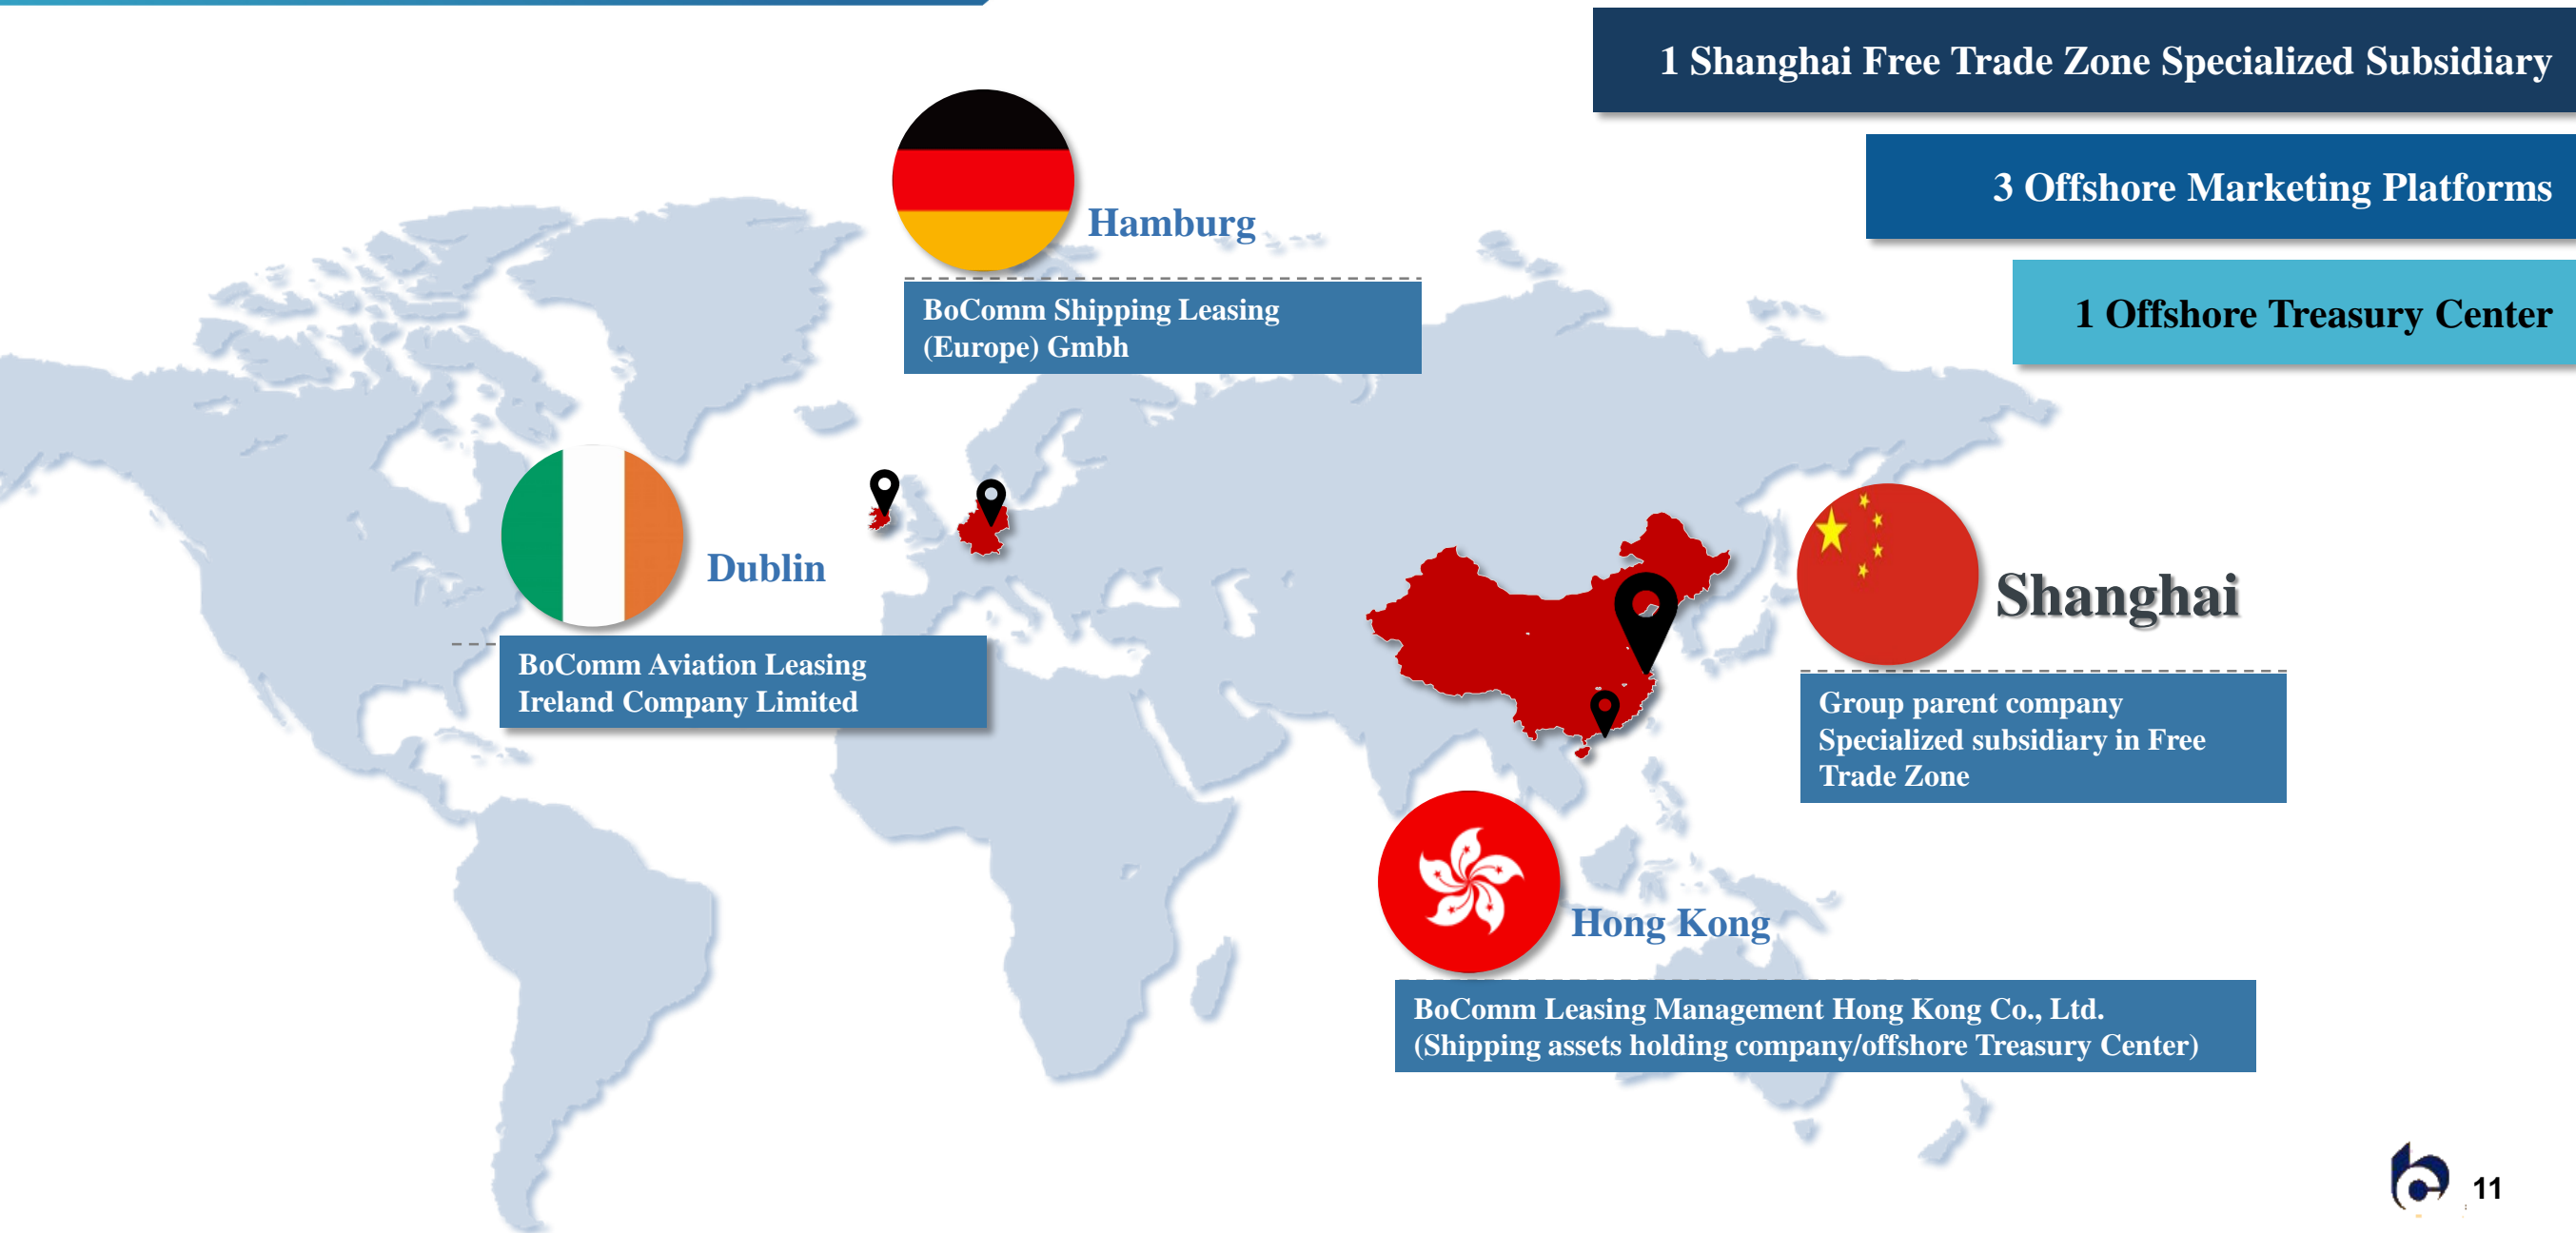 1 Shanghai Free Trade Zone Specialized Subsidiary
3 Offshore Marketing Platforms
1 Offshore Treasury Center
Hamburg
BoComm Shipping Leasing
(Europe) Gmbh
Dublin
BoComm Aviation Leasing
Ireland Company Limited
Shanghai
Group parent company
Specialized subsidiary in Free
Trade Zone
Hong Kong
BoComm Leasing Management Hong Kong Co., Ltd.
(Shipping assets holding company/offshore Treasury Center)
11